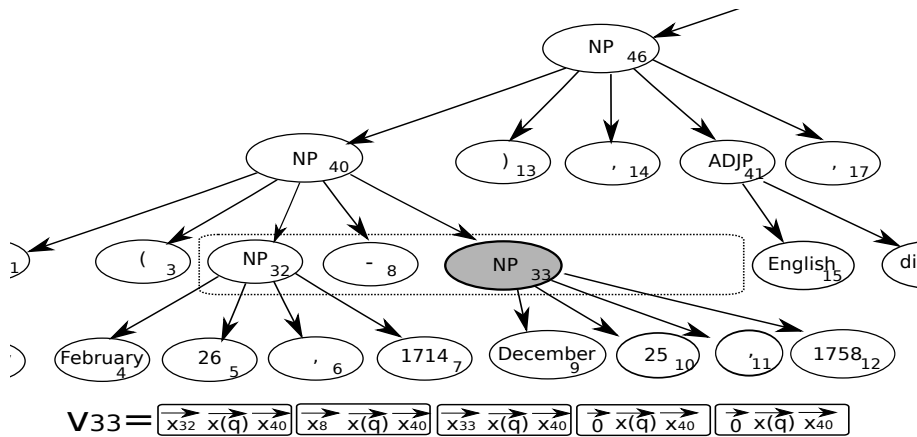 NP 46
NP 40 ) 13 , 14 ADJP 41 , 17
1 ( 3 NP 32 - 8 NP 33 English 15 di
February 4 26 5 , 6 1714 7 December 9 25 10 , 11 1758 12
v33= x32 x(q) x40 x8 x(q) x40 x33 x(q) x40 0 x(q) x40 0 x(q) x40